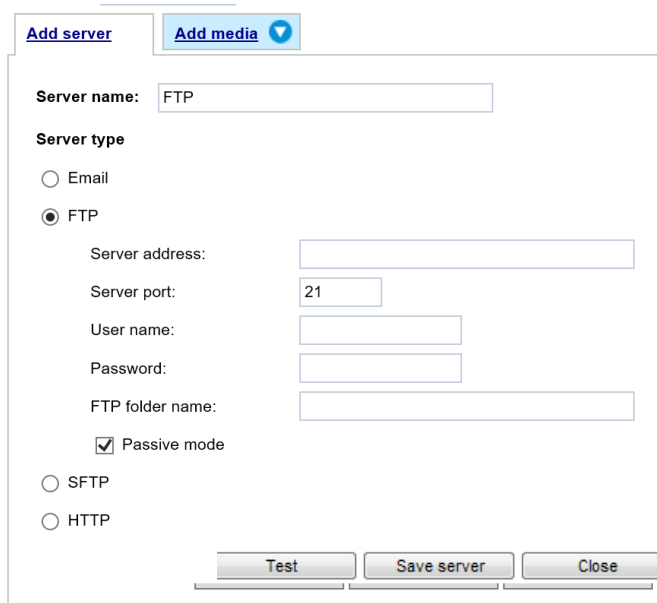 Add server Add media
Server name: FTP
Server type
Email
FTP
Server address:
Server port: 21
User name:
Password:
FTP folder name:
Passive mode
SFTP
HTTP
Test Save server Close